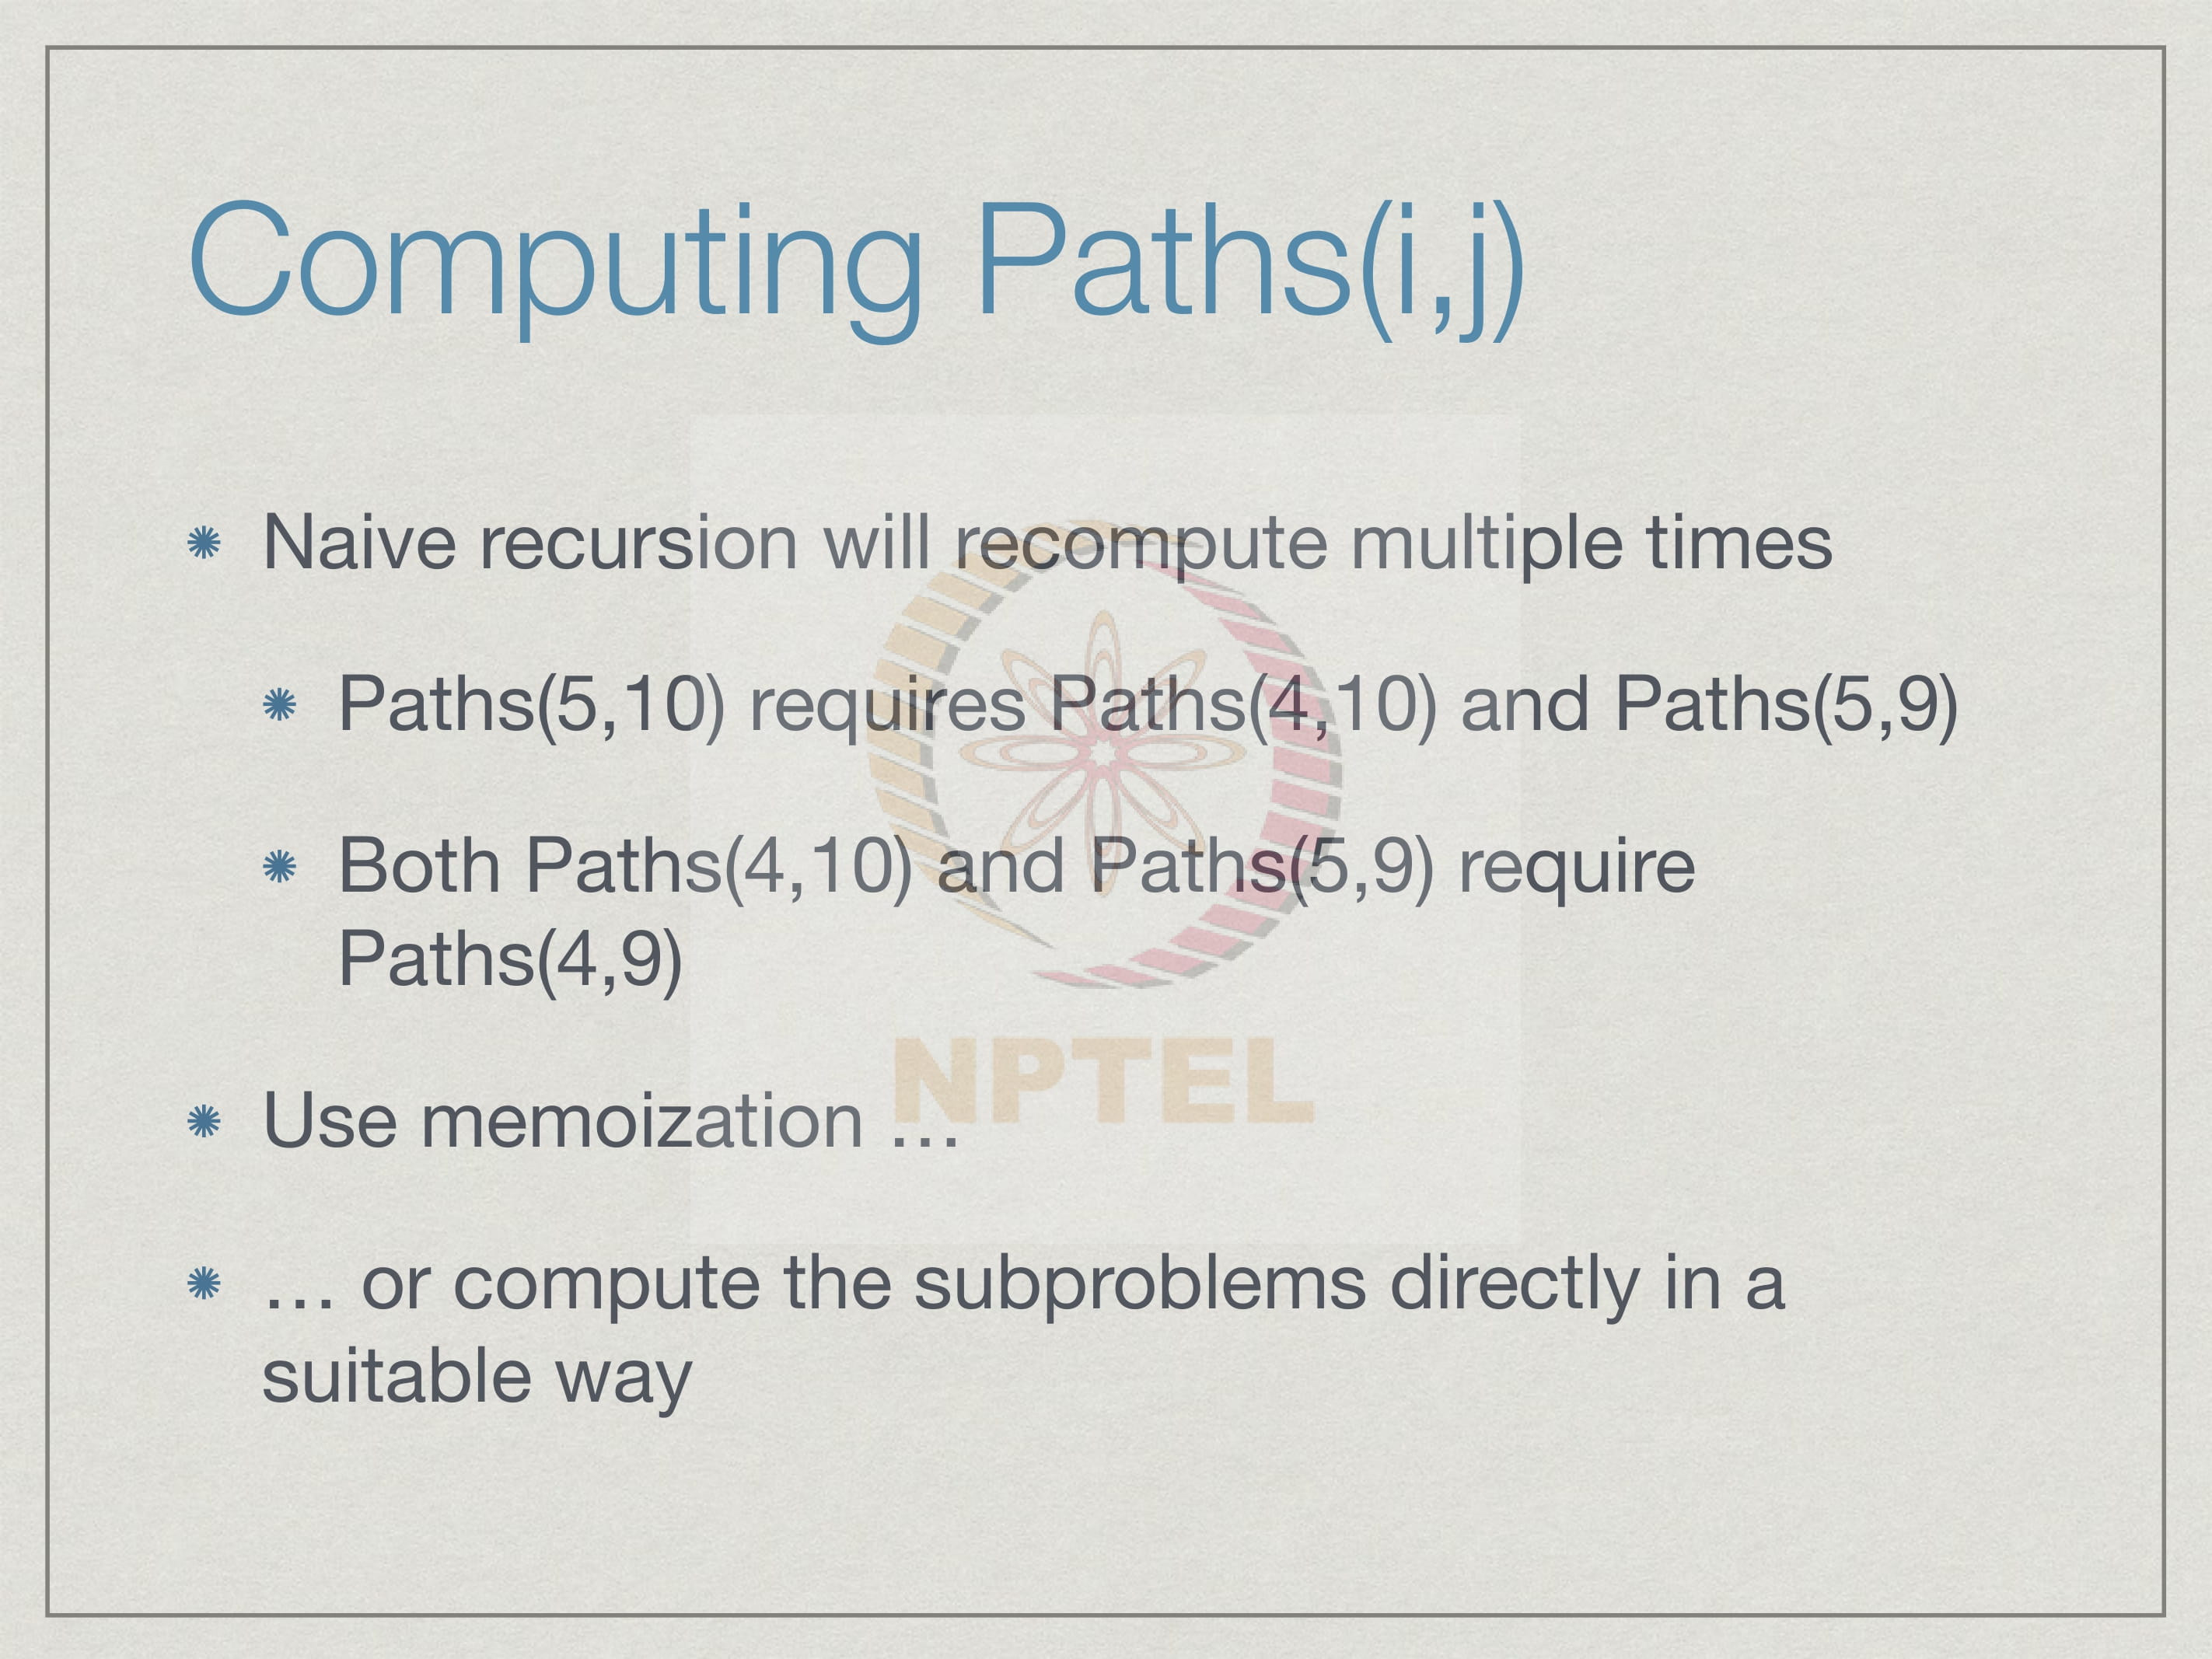 Computing Paths(i,j)
Naive recursion will recompute multiple times
Paths(5,10) requires Paths(4,10) and Paths(5,9)
Both Paths(4,10) and Paths(5,9) require
Paths(4,9)
NPTEL
Use memoization …
… or compute the subproblems directly in a
suitable way